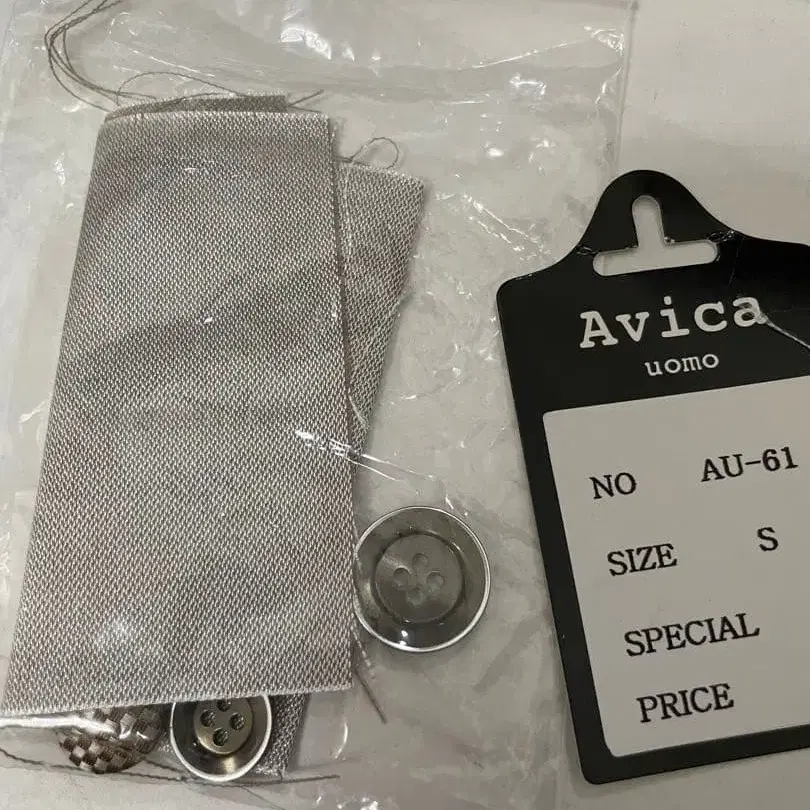 Avica
uomo
NO AU-61
SIZE S
SPECIAL
PRICE